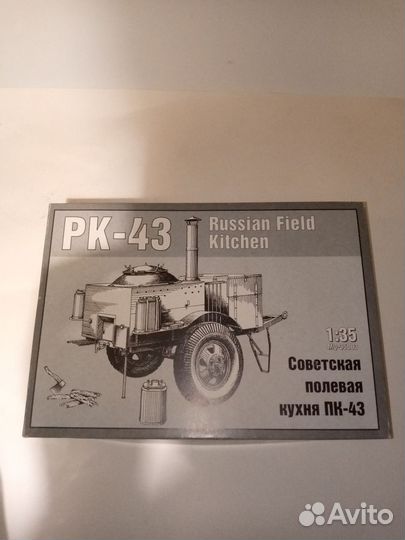 PK-43
Russian Field
Kitchen
1:35
Советская
полевая
кухня ПК-43
Avito